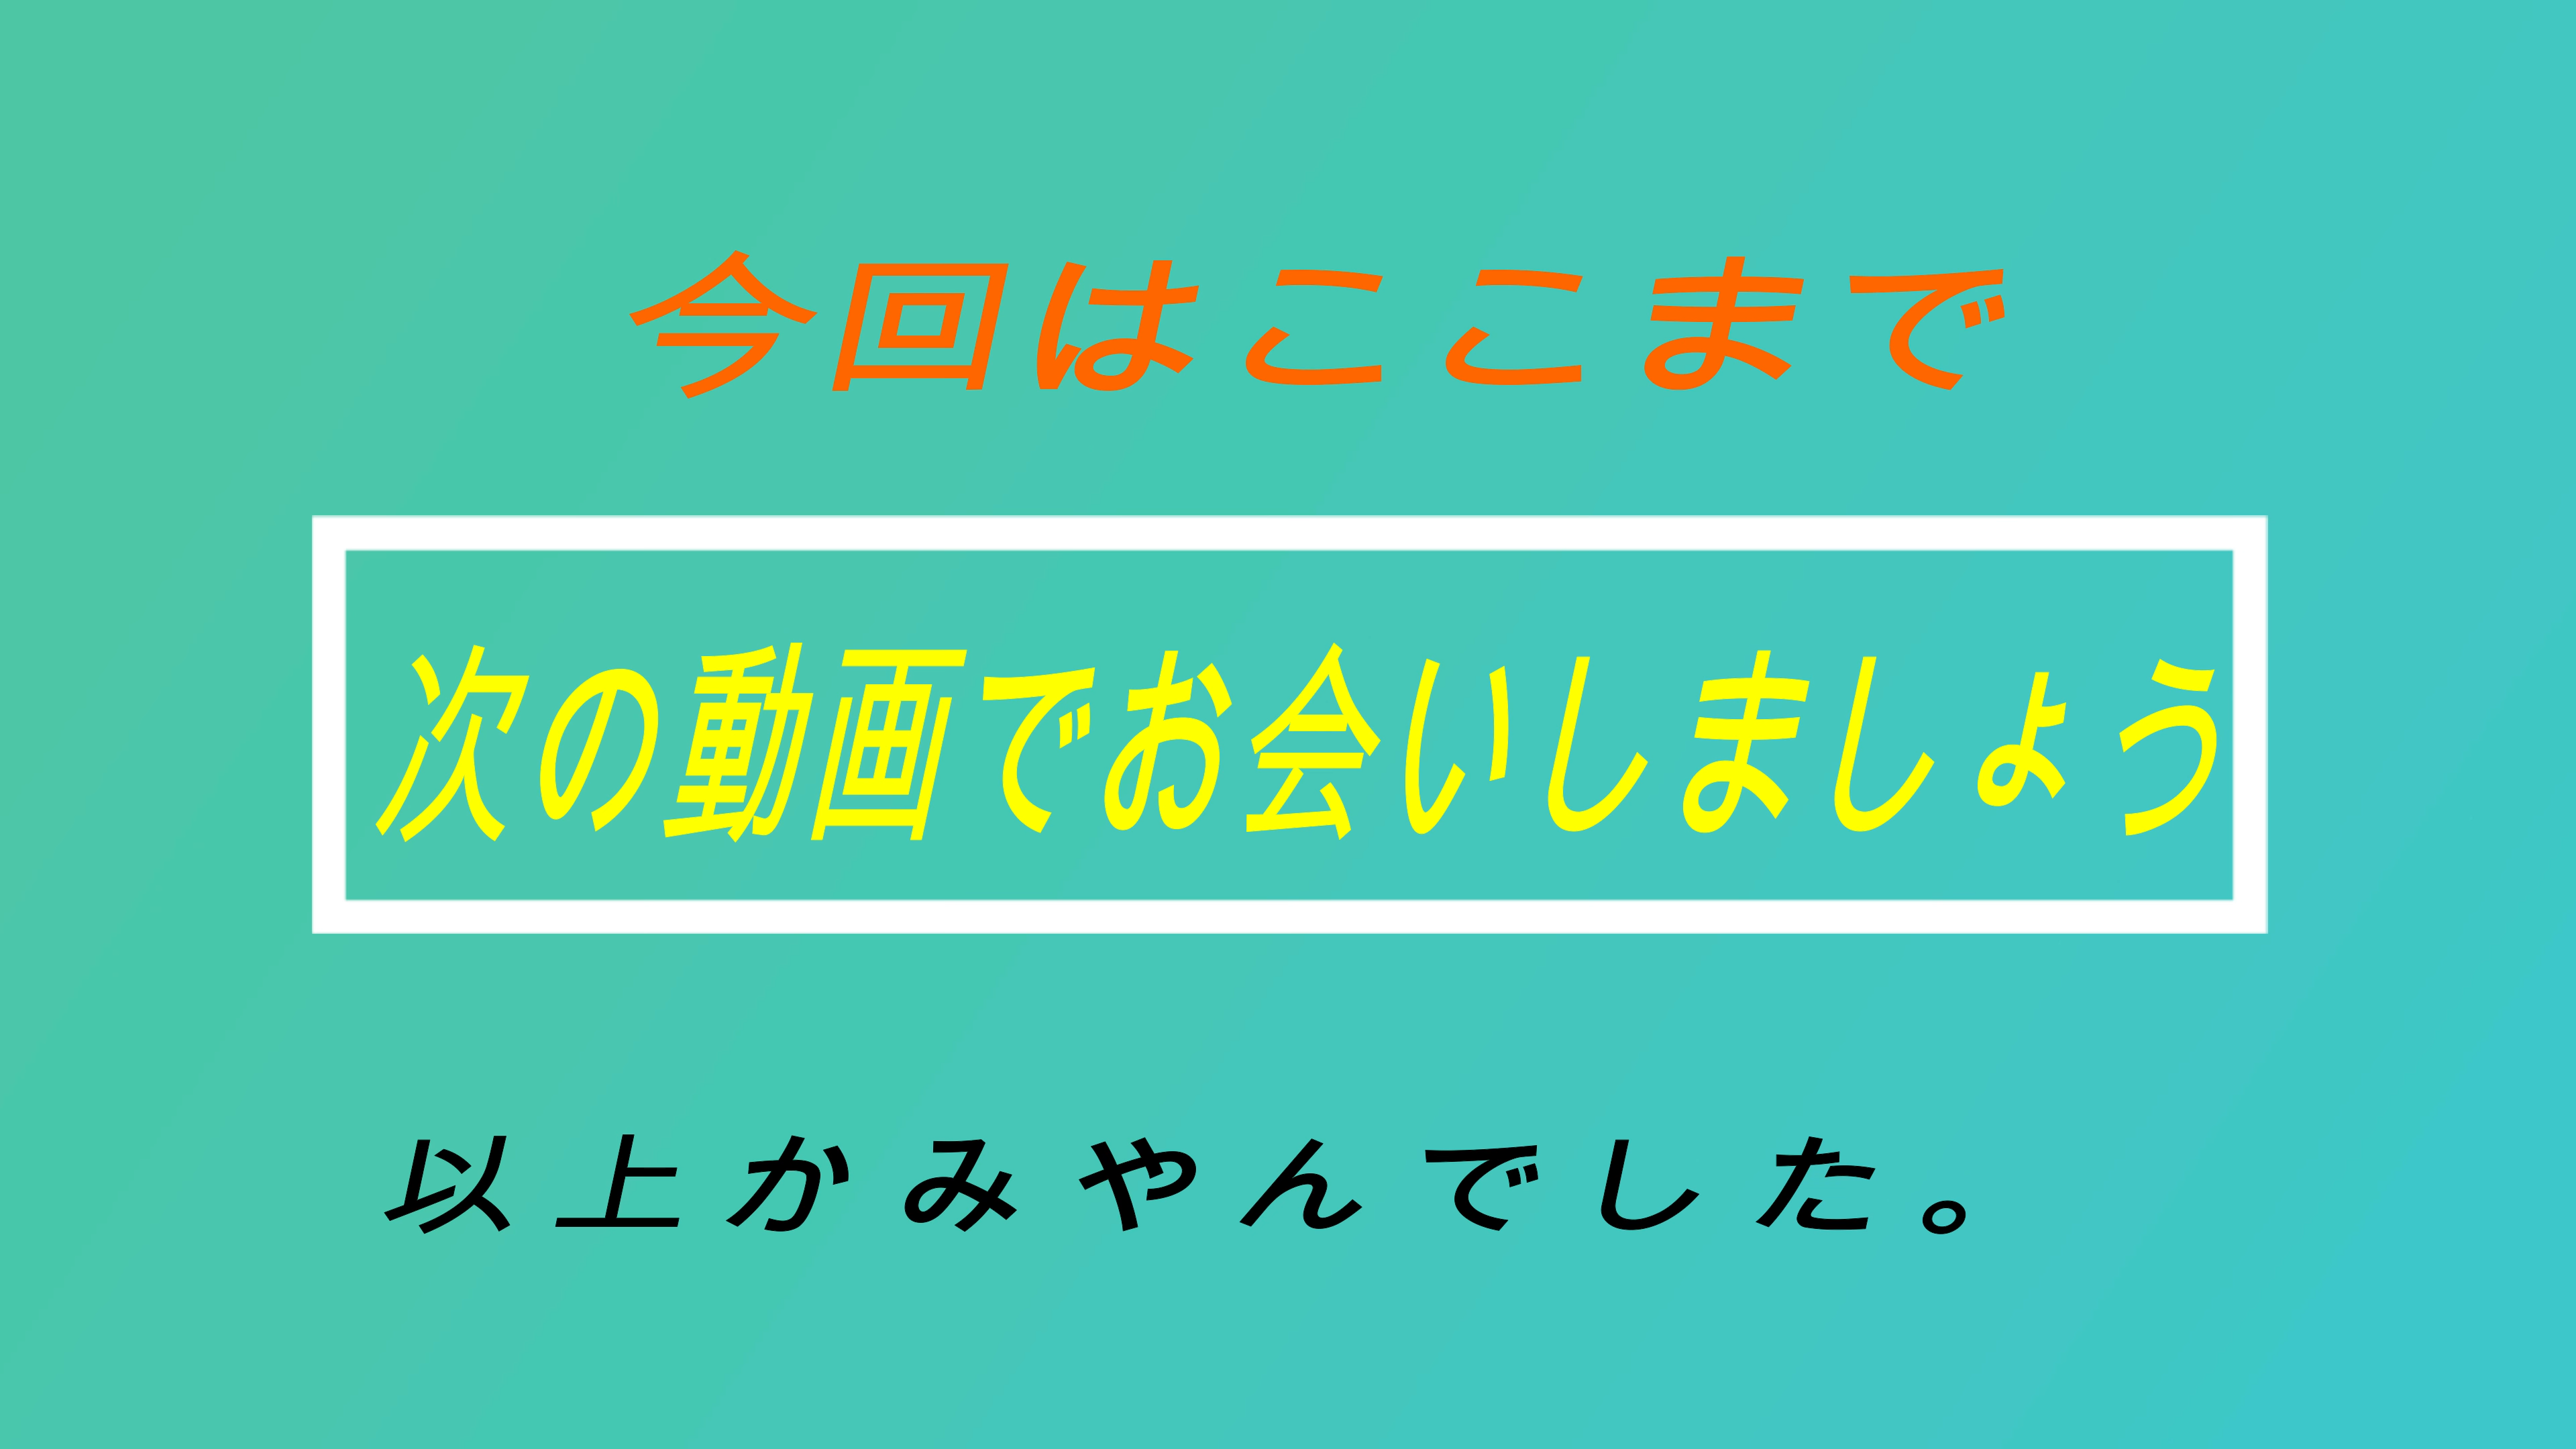 今回はここまで
次の動画でお会いしましょう
以上かみやんでした。